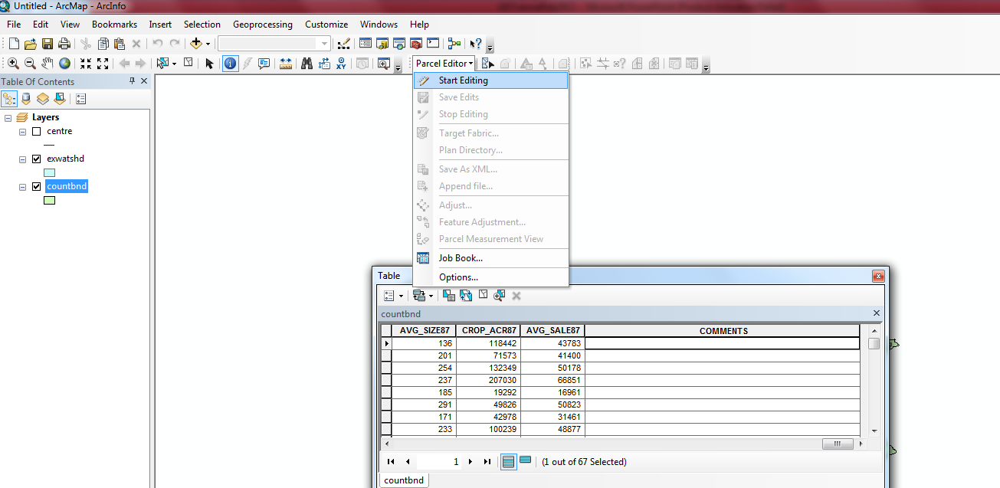 Untitled - ArcMap - ArcInfo
File Edit View Bookmarks Insert Selection Geoprocessing Customize Windows Help
Parcel Editor
Table Of Contents
Start Editing
Save Edits
Stop Editing
Target Fabric...
Plan Directory...
Save As XML...
Append file...
Adjust...
Feature Adjustment...
Parcel Measurement View
Job Book...
Options...
Layers
centre
exwatshd
countbnd
Table
countbnd
AVG_SIZE87 CROP_ACR87 AVG_SALE87 COMMENTS
136 118442 43783
201 71573 41400
254 132349 50178
237 207030 66851
185 19292 16961
291 49826 50823
171 42978 31461
233 100239 48877
1 (1 out of 67 Selected)
countbnd